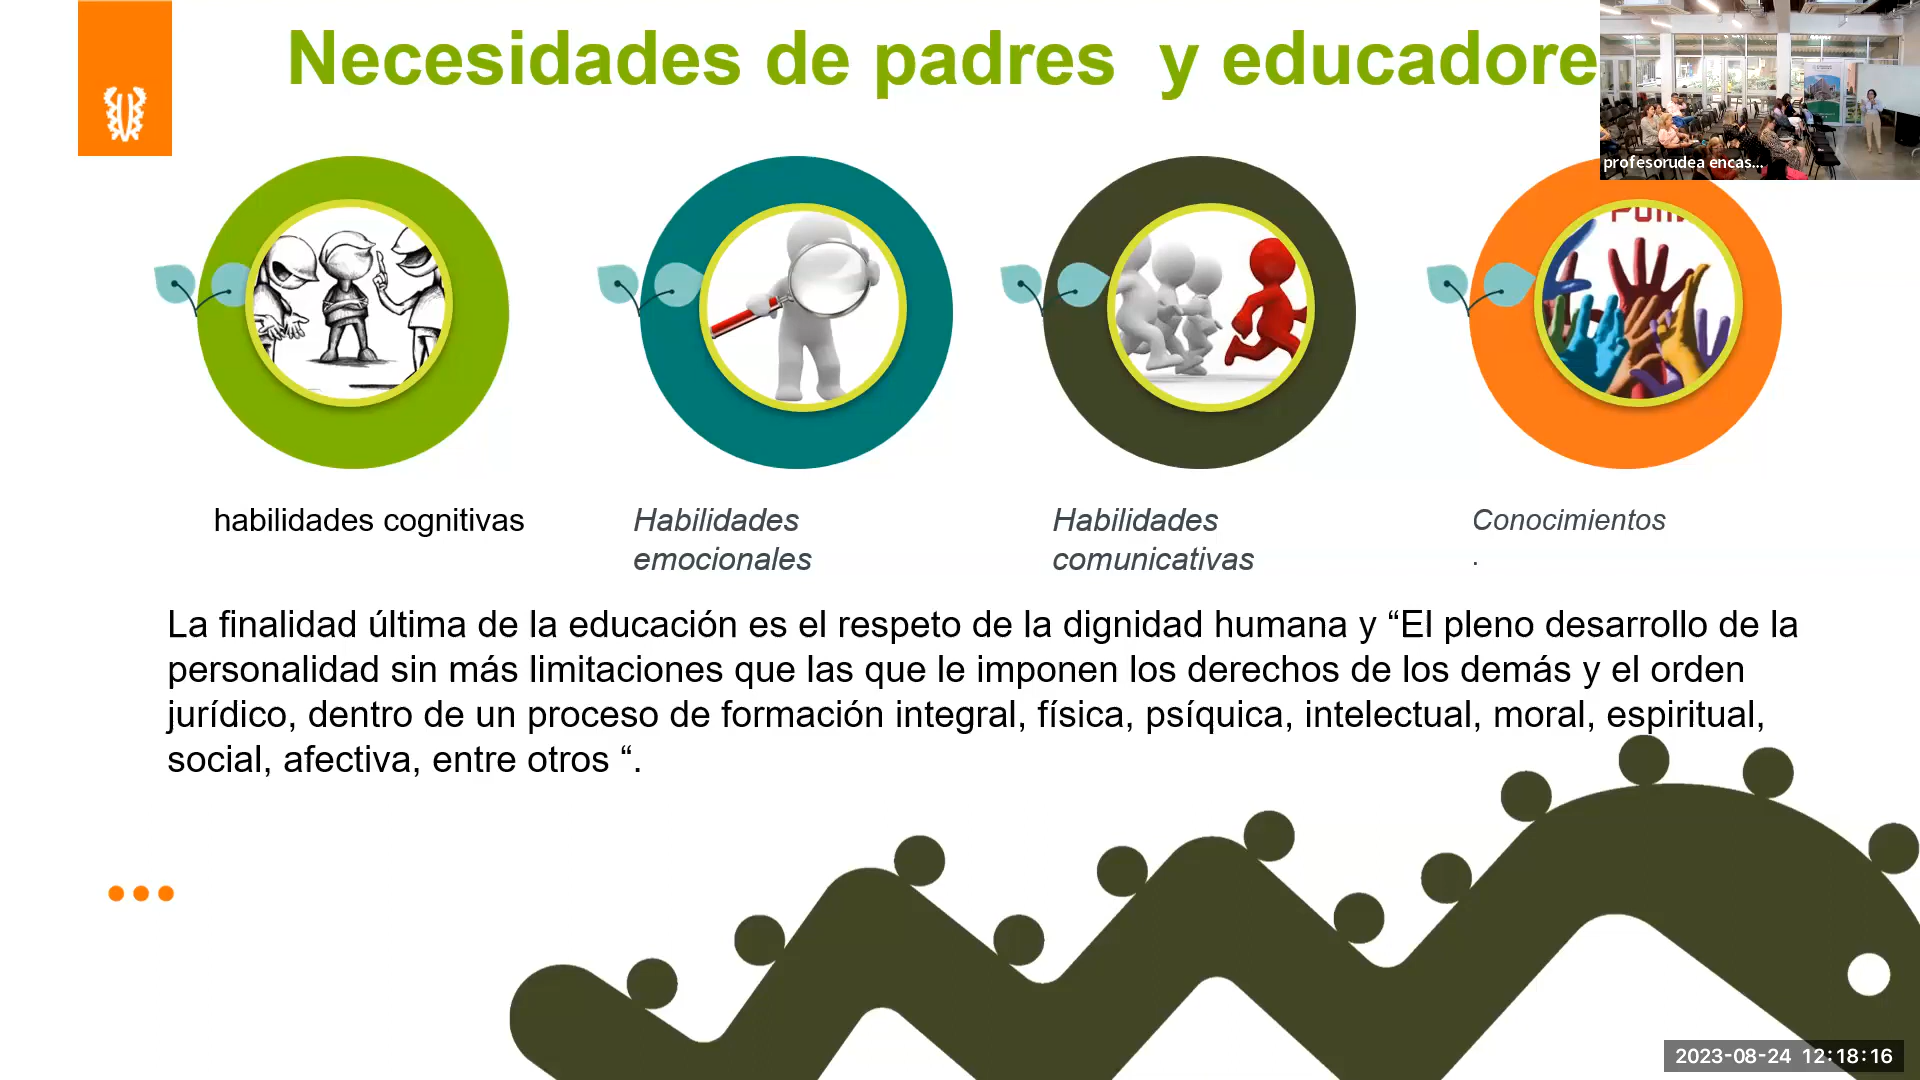 Necesidades de padres y educadore
profesorudea encas...
habilidades cognitivas
Habilidades
emocionales
Habilidades
comunicativas
Conocimientos
.
La finalidad última de la educación es el respeto de la dignidad humana y “El pleno desarrollo de la
personalidad sin más limitaciones que las que le imponen los derechos de los demás y el orden
jurídico, dentro de un proceso de formación integral, física, psíquica, intelectual, moral, espiritual,
social, afectiva, entre otros “.
2023-08-24 12:18:16